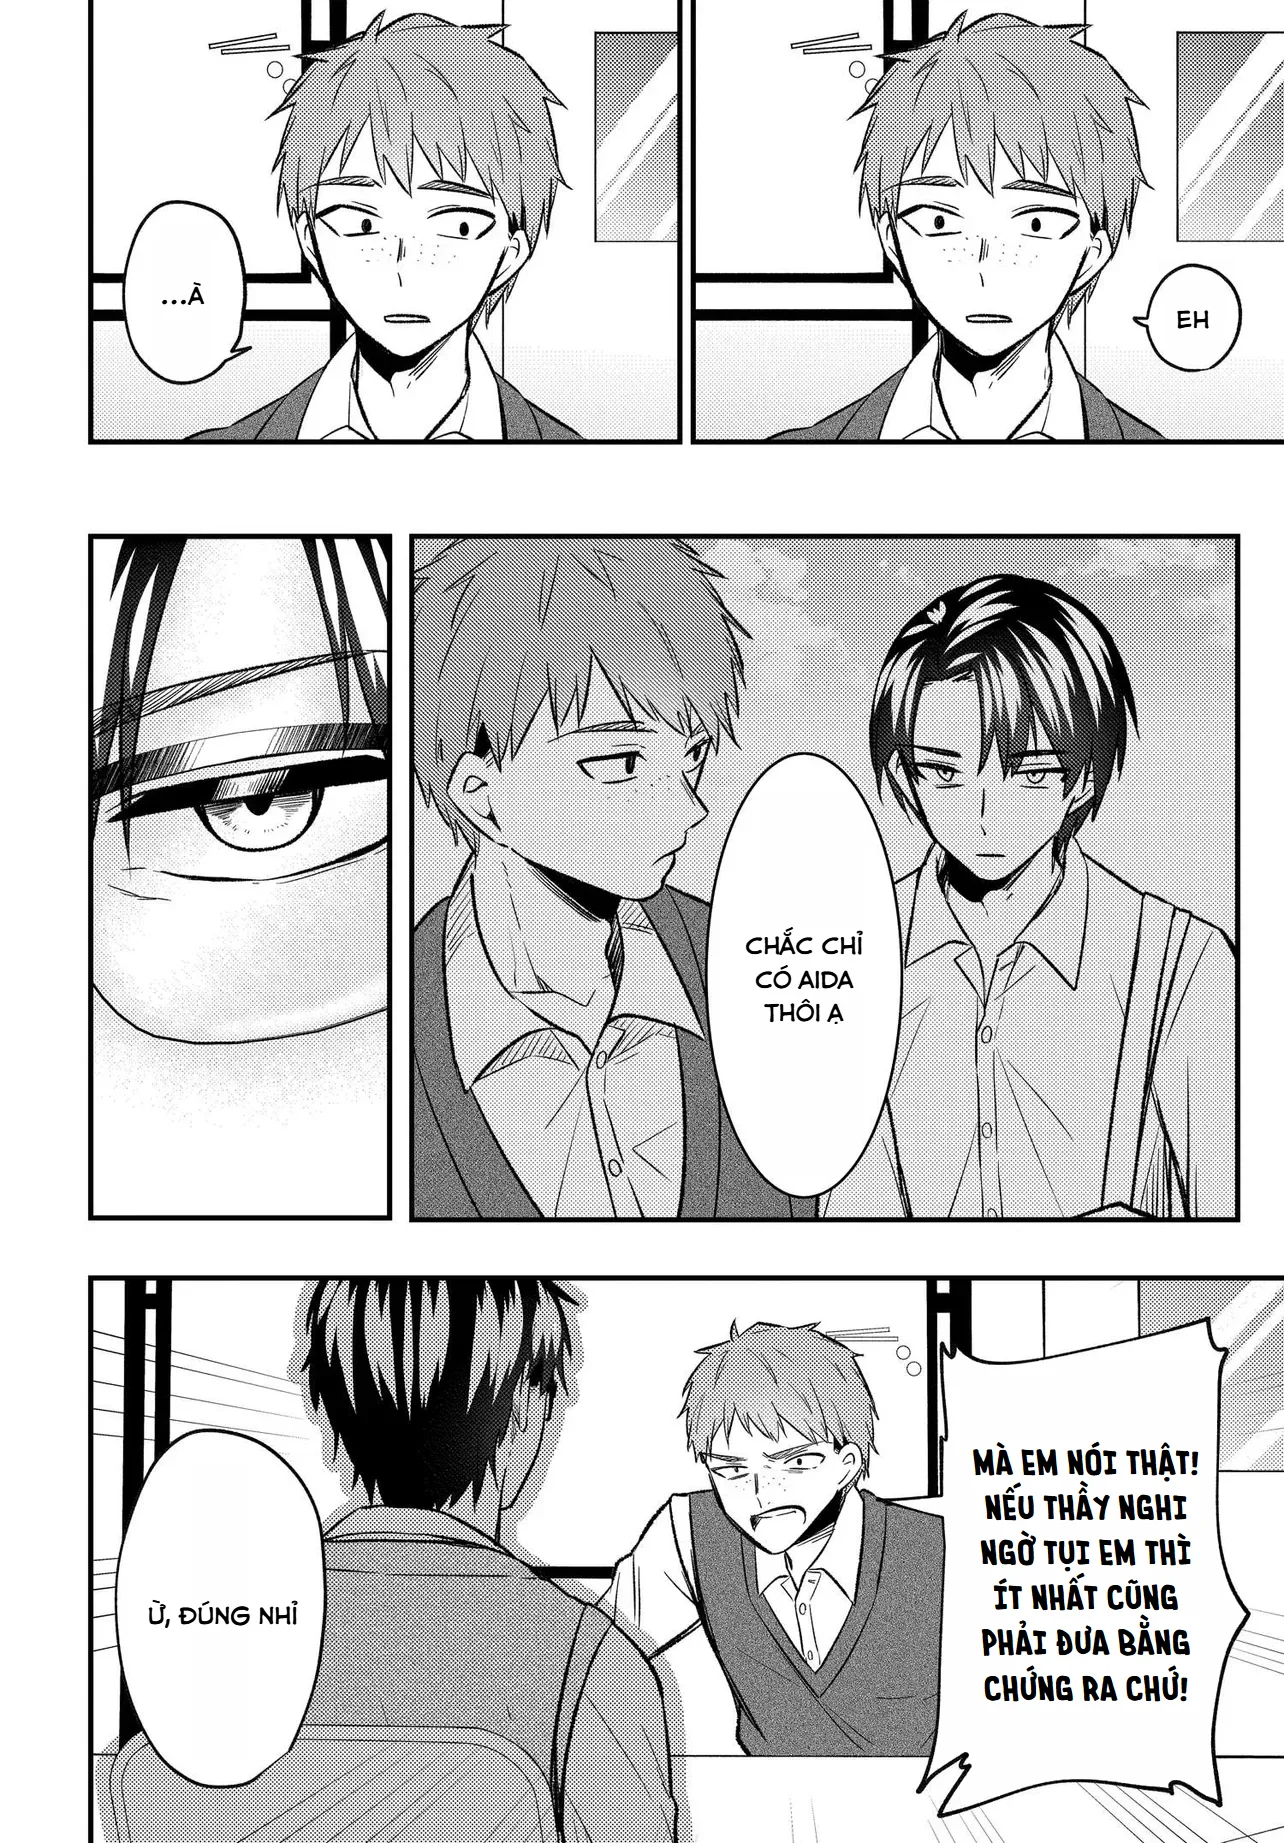 EH
...À
CHẮC CHỈ
CÓ AIDA
THÔI Ạ
MÀ EM NÓI THẬT!
NẾU THẦY NGHI
NGỜ TỤI EM THÌ
ÍT NHẤT CŨNG
PHẢI ĐƯA BẰNG
CHỨNG RA CHỨ!
Ừ, ĐÚNG NHỈ